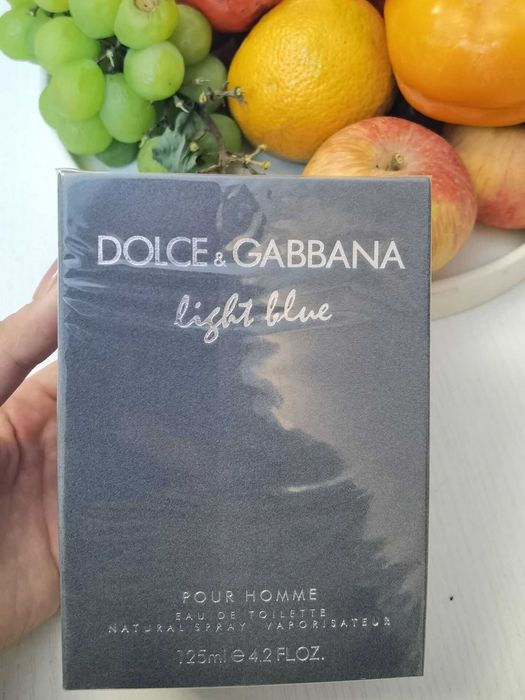 DOLCE & GABBANA
light blue
POUR HOMME
EAU DE TOILETTE
NATURAL SPRAY VAPORISATEUR
125ml ℮ 4.2 FL.OZ.